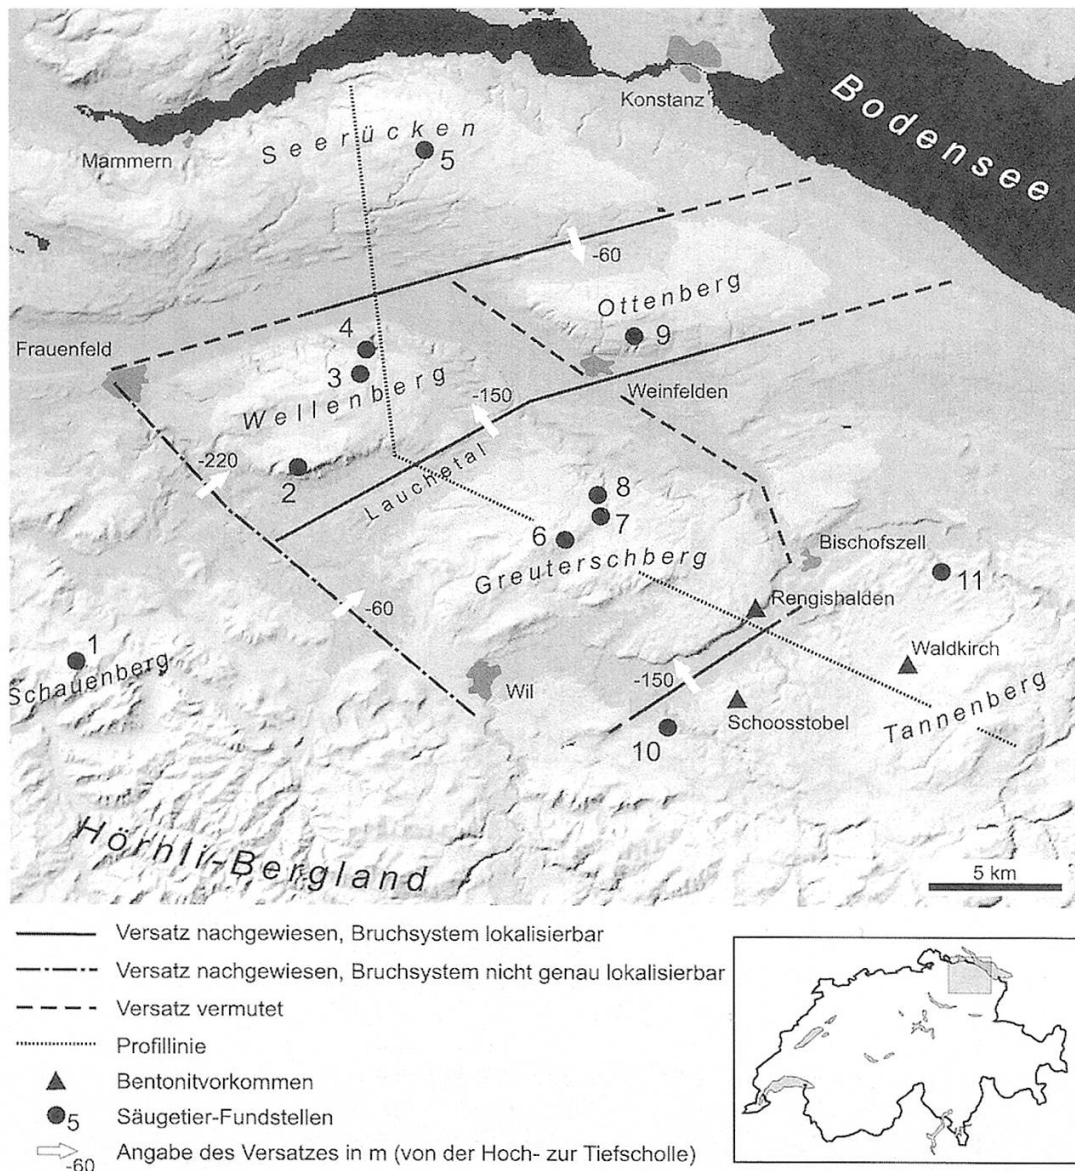 Bodensee
Konstanz
Seerücken
5
Mammern
-60
Ottenberg
4
9
Frauenfeld
3
Wellenberg
Weinfelden
-150
-220
Lauchetal
2
8
7
6
Bischofszell
Greuterschberg
11
-60
Rengishalden
1
Waldkirch
Schauenberg
-150
Wil
Schoosstobel
Tannenberg
10
Hörnli-Bergland
5 km
Versatz nachgewiesen, Bruchsystem lokalisierbar
Versatz nachgewiesen, Bruchsystem nicht genau lokalisierbar
Versatz vermutet
Profillinie
Bentonitvorkommen
5 Säugetier-Fundstellen
-60 Angabe des Versatzes in m (von der Hoch- zur Tiefscholle)